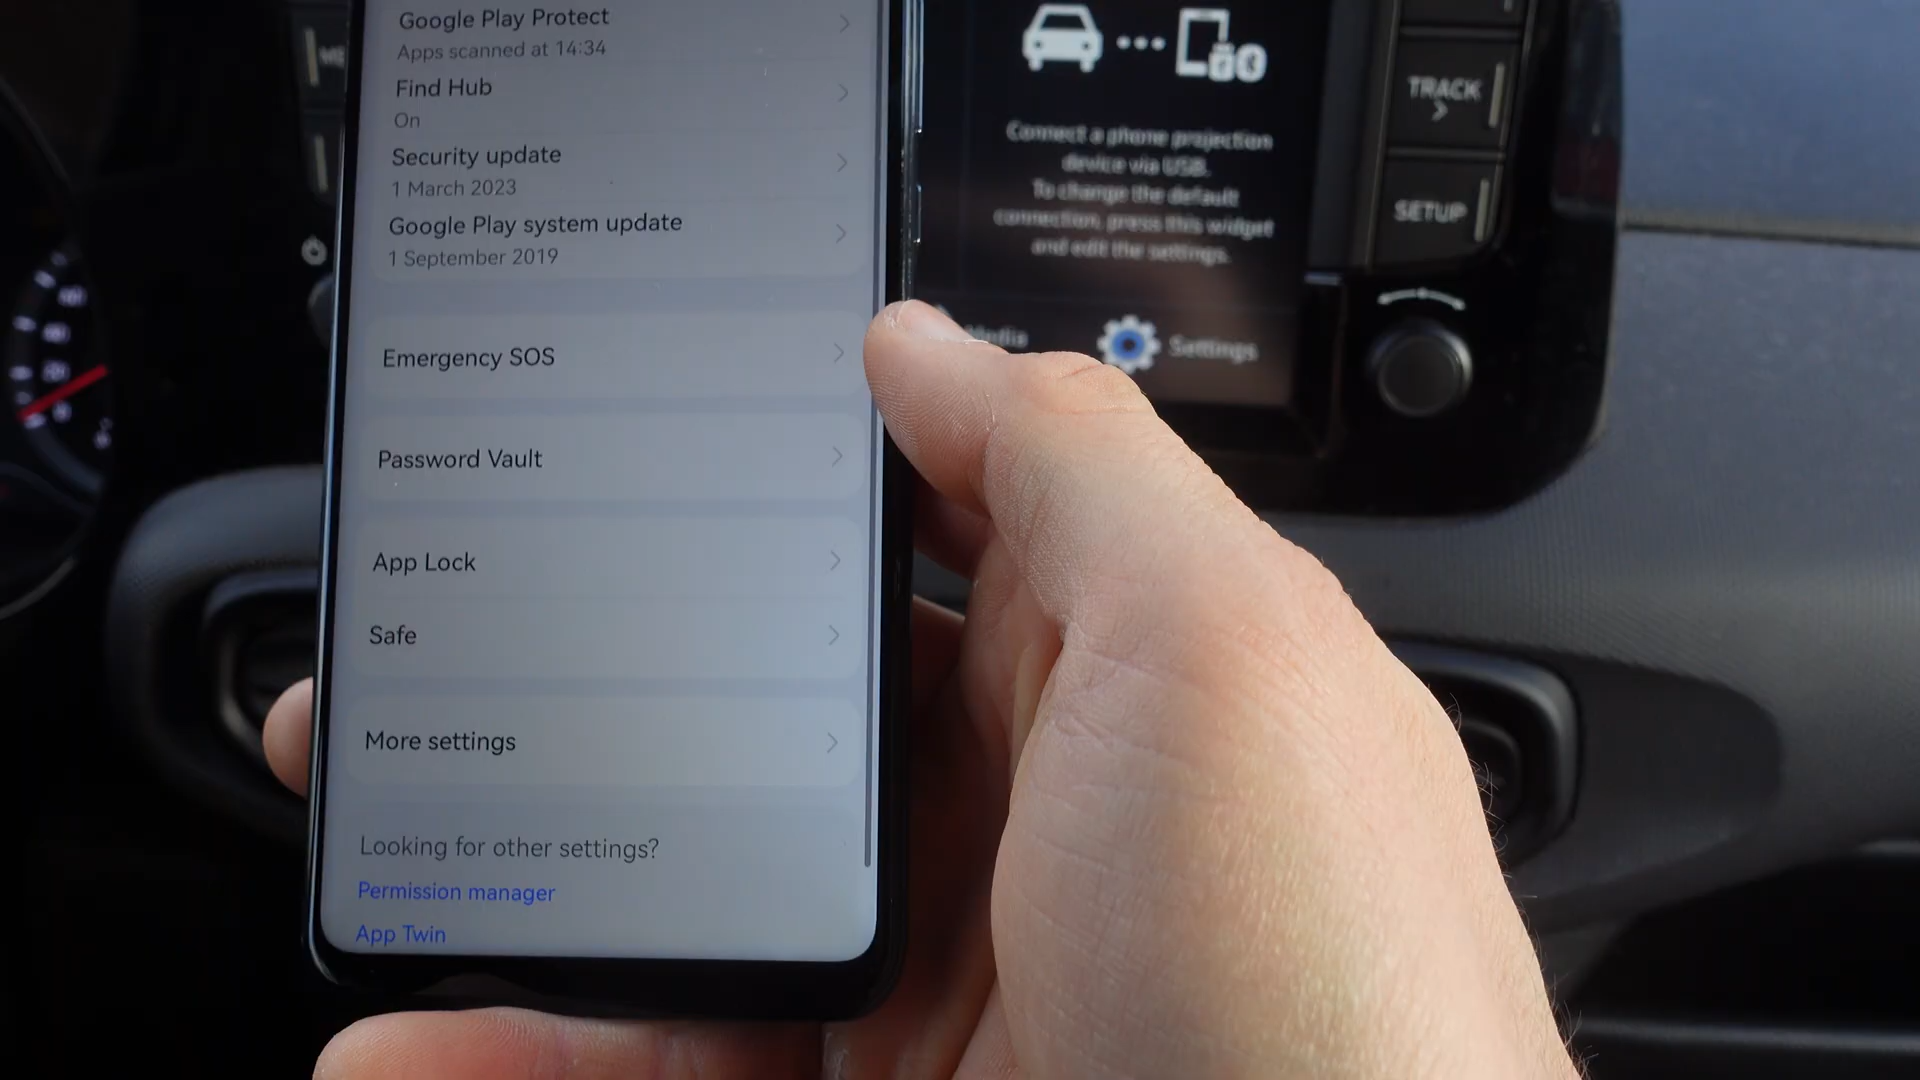 Google Play Protect
Apps scanned at 14:34
Find Hub
On
Security update
1 March 2023
Google Play system update
1 September 2019
Emergency SOS
Password Vault
App Lock
Safe
More settings
Looking for other settings?
Permission manager
App Twin
Connect a phone projection
device via USB.
To change the default
connection, press this widget
and edit the settings.
Media
Settings
TRACK
SETUP